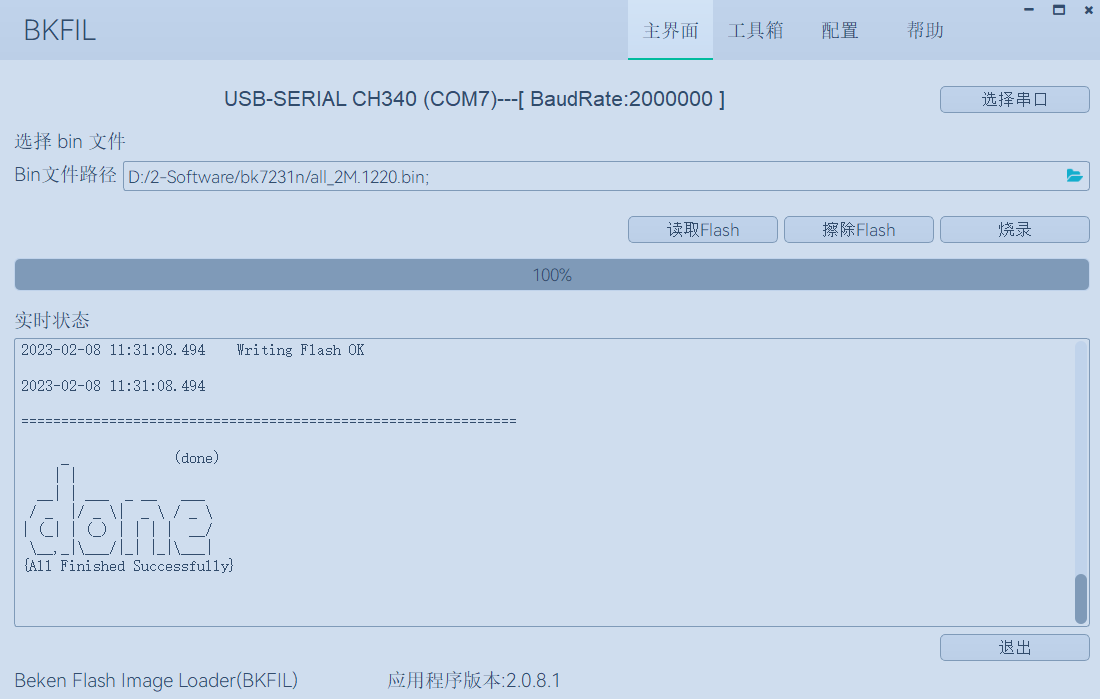 BKFIL
主界面 工具箱 配置 帮助
USB-SERIAL CH340 (COM7)---[ BaudRate:2000000 ]
选择串口
选择 bin 文件
Bin文件路径 D:/2-Software/bk7231n/all_2M.1220.bin;
读取Flash 擦除Flash 烧录
100%
实时状态
2023-02-08 11:31:08.494    Writing Flash OK
2023-02-08 11:31:08.494
==============================================================
(done)
done
{All Finished Successfully}
退出
Beken Flash Image Loader(BKFIL) 应用程序版本:2.0.8.1